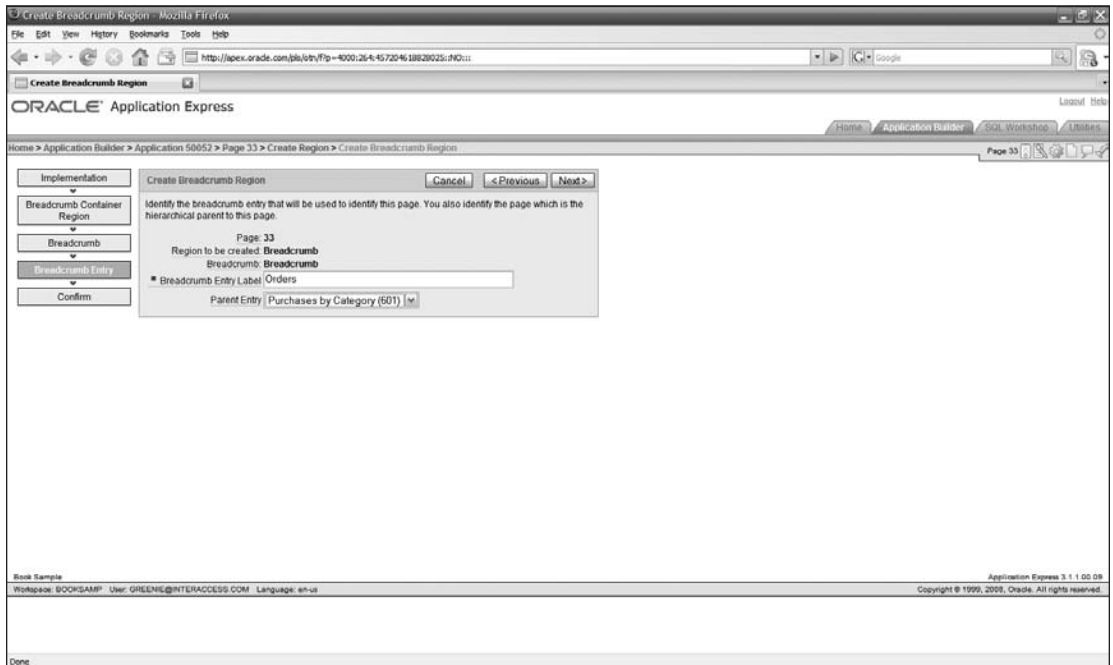 Create Breadcrumb Region - Mozilla Firefox
File Edit View History Bookmarks Tools Help
http://apex.oracle.com/pls/otn/f?p=4000:264:457204618828025::NO:::
Google
Create Breadcrumb Region
ORACLE Application Express
Logout Help
Home Application Builder SQL Workshop Utilities
Home > Application Builder > Application 50052 > Page 33 > Create Region > Create Breadcrumb Region
Page 33
Implementation
Breadcrumb Container Region
Breadcrumb
Breadcrumb Entry
Confirm
Create Breadcrumb Region
Cancel < Previous Next >
Identify the breadcrumb entry that will be used to identify this page. You also identify the page which is the
hierarchical parent to this page.
Page: 33
Region to be created: Breadcrumb
Breadcrumb: Breadcrumb
* Breadcrumb Entry Label Orders
Parent Entry Purchases by Category (601)
Book Sample
Application Express 3.1.1.00.09
Workspace: BOOKSAMP User: GREENIE@INTERACCESS.COM Language: en-us
Copyright © 1999, 2008, Oracle. All rights reserved.
Done